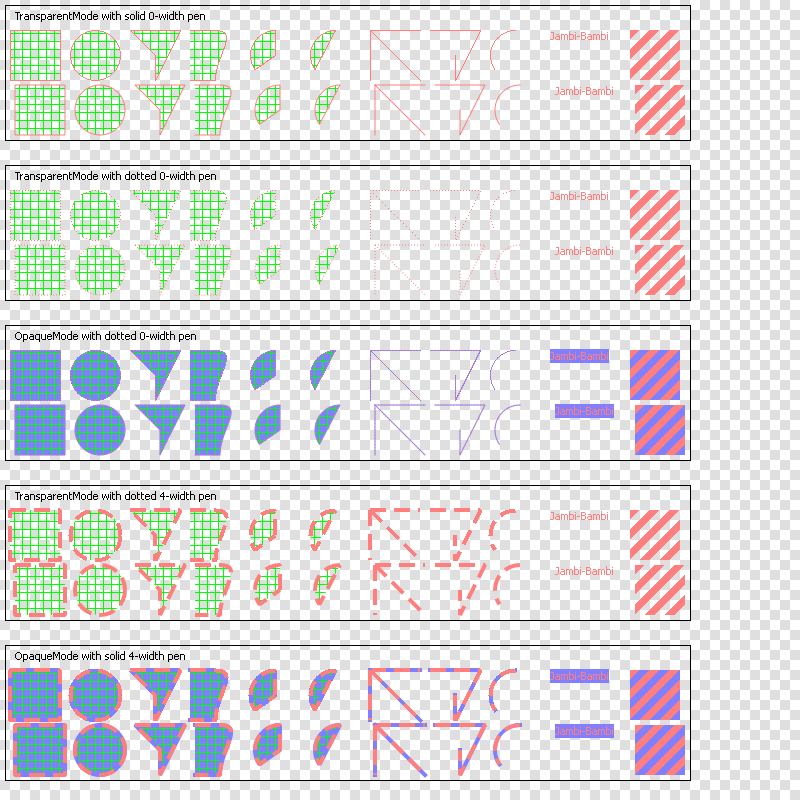 TransparentMode with solid 0-width pen
Jambi-Bambi
Jambi-Bambi
TransparentMode with dotted 0-width pen
Jambi-Bambi
Jambi-Bambi
OpaqueMode with dotted 0-width pen
Jambi-Bambi
Jambi-Bambi
TransparentMode with dotted 4-width pen
Jambi-Bambi
Jambi-Bambi
OpaqueMode with solid 4-width pen
Jambi-Bambi
Jambi-Bambi